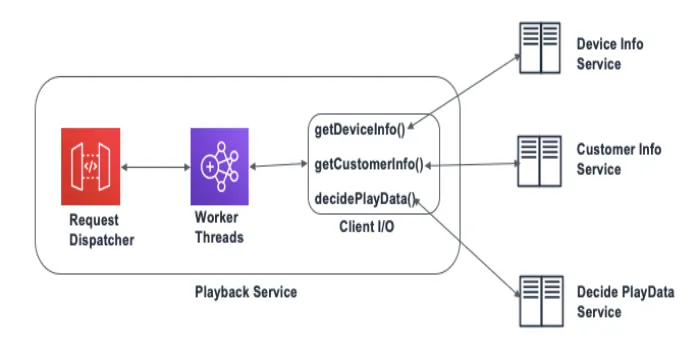 Device Info
Service
getDeviceInfo()
getCustomerInfo()
decidePlayData()
Client I/O
Customer Info
Service
</>
Request
Dispatcher
Worker
Threads
Playback Service
Decide PlayData
Service